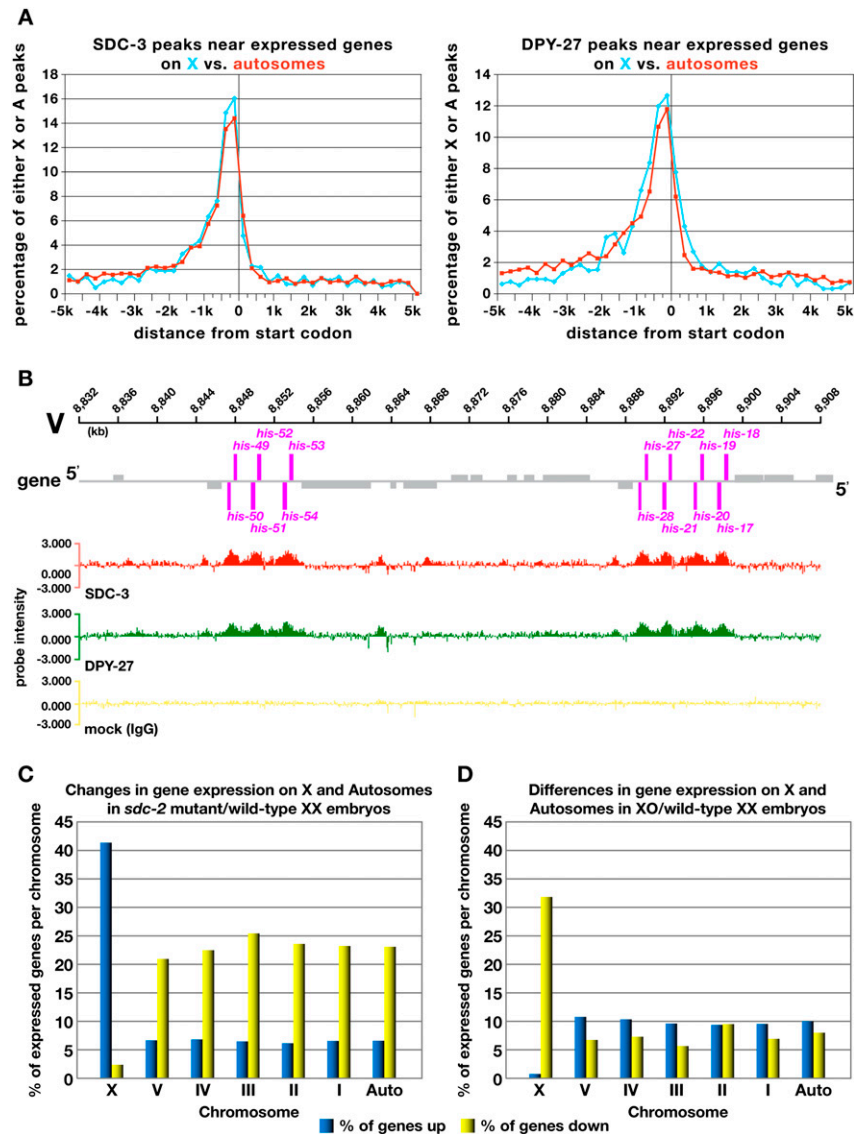 A
SDC-3 peaks near expressed genes
on X vs. autosomes
percentage of either X or A peaks
18
16
14
12
10
8
6
4
2
0
-5k -4k -3k -2k -1k 0 1k 2k 3k 4k 5k
distance from start codon
DPY-27 peaks near expressed genes
on X vs. autosomes
percentage of either X or A peaks
14
12
10
8
6
4
2
0
-5k -4k -3k -2k -1k 0 1k 2k 3k 4k 5k
distance from start codon
B
8,832 8,836 8,840 8,844 8,848 8,852 8,856 8,860 8,864 8,868 8,872 8,876 8,880 8,884 8,888 8,892 8,896 8,900 8,904 8,908
V
(kb)
his-52 his-22 his-18
his-49 his-53 his-27 his-19
gene 5' 5'
his-50 his-54 his-28 his-20 his-17
his-51 his-21
probe intensity
3.000
0.000
-3.000
SDC-3
3.000
0.000
-3.000
DPY-27
3.000
0.000
-3.000
mock (IgG)
C
Changes in gene expression on X and Autosomes
in sdc-2 mutant/wild-type XX embryos
% of expressed genes per chromosome
45
40
35
30
25
20
15
10
5
0
X V IV III II I Auto
Chromosome
D
Differences in gene expression on X and
Autosomes in XO/wild-type XX embryos
% of expressed genes per chromosome
45
40
35
30
25
20
15
10
5
0
X V IV III II I Auto
Chromosome
% of genes up % of genes down